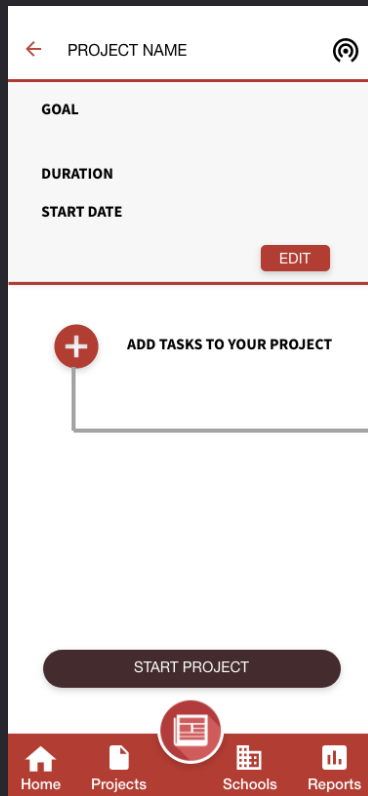 PROJECT NAME
GOAL
DURATION
START DATE
EDIT
ADD TASKS TO YOUR PROJECT
START PROJECT
Home Projects Schools Reports